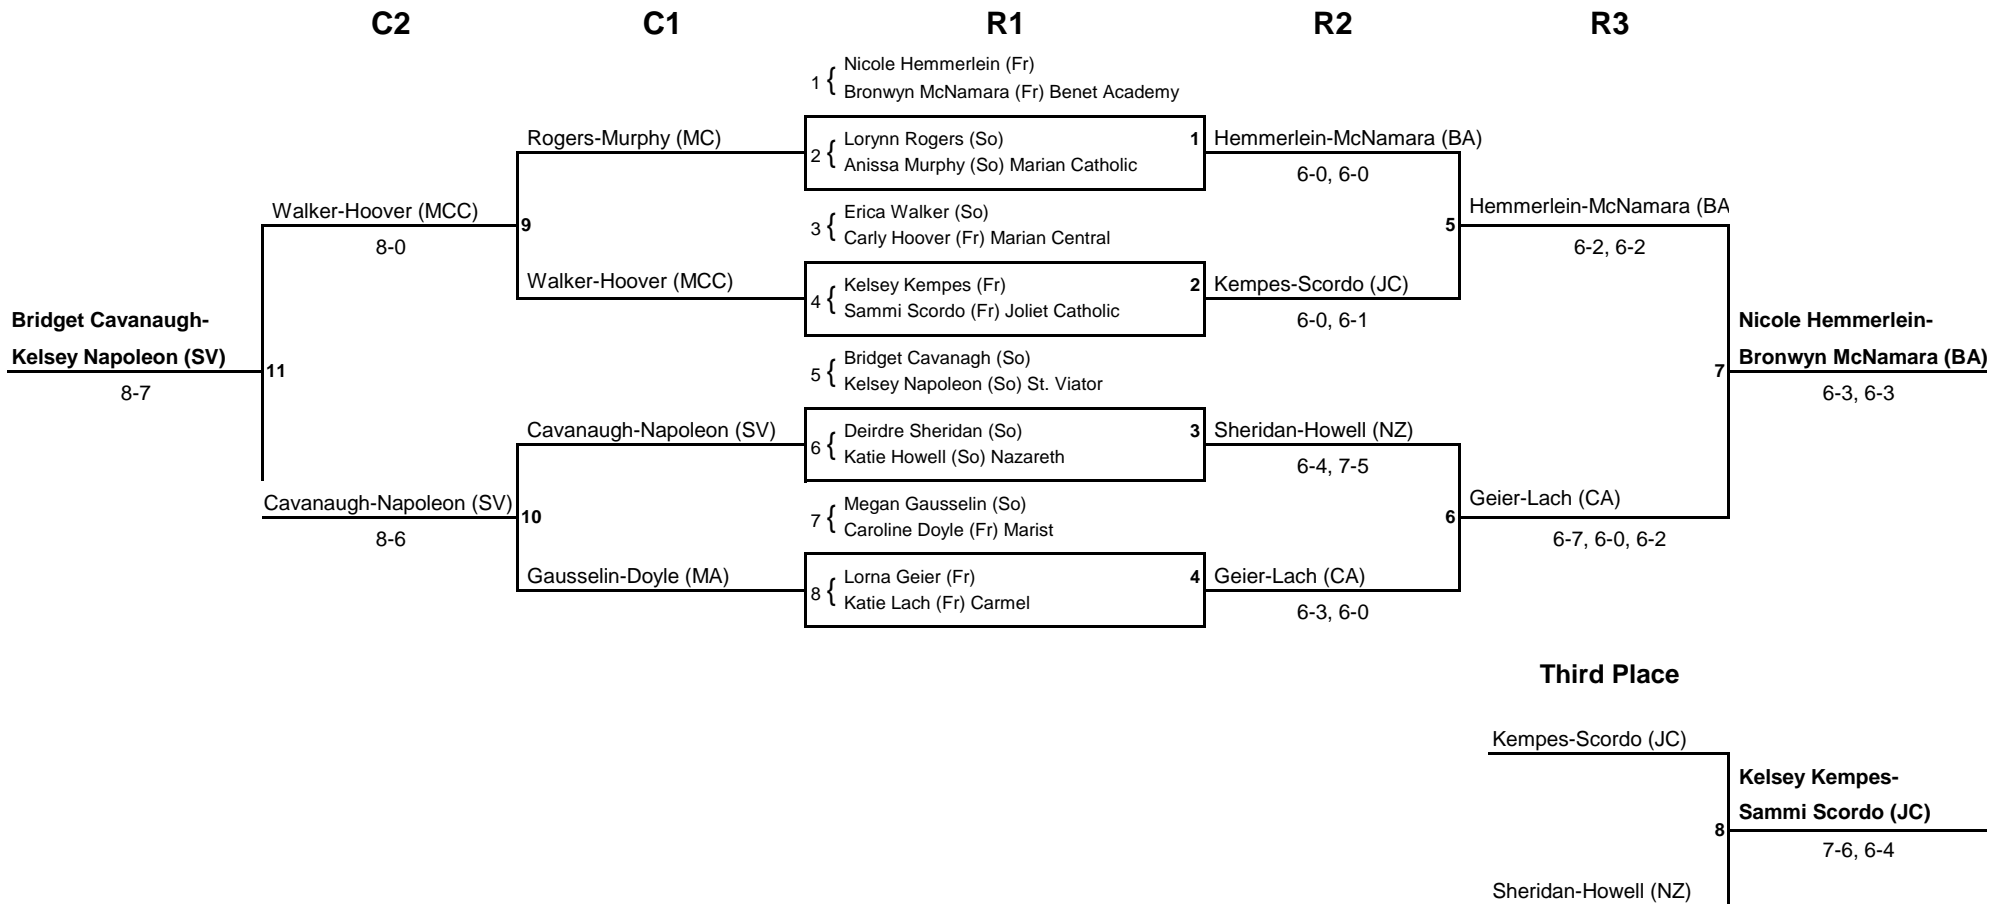 C2
C1
R1
R2
R3
1 { Nicole Hemmerlein (Fr)
Bronwyn McNamara (Fr) Benet Academy
Rogers-Murphy (MC)
2 { Lorynn Rogers (So)
Anissa Murphy (So) Marian Catholic
1
Hemmerlein-McNamara (BA)
6-0, 6-0
Walker-Hoover (MCC)
8-0
9
3 { Erica Walker (So)
Carly Hoover (Fr) Marian Central
5
Hemmerlein-McNamara (BA
6-2, 6-2
Walker-Hoover (MCC)
4 { Kelsey Kempes (Fr)
Sammi Scordo (Fr) Joliet Catholic
2
Kempes-Scordo (JC)
6-0, 6-1
Bridget Cavanaugh-
Kelsey Napoleon (SV)
8-7
11
5 { Bridget Cavanagh (So)
Kelsey Napoleon (So) St. Viator
7
Nicole Hemmerlein-
Bronwyn McNamara (BA)
6-3, 6-3
Cavanaugh-Napoleon (SV)
6 { Deirdre Sheridan (So)
Katie Howell (So) Nazareth
3
Sheridan-Howell (NZ)
6-4, 7-5
Cavanaugh-Napoleon (SV)
8-6
10
7 { Megan Gausselin (So)
Caroline Doyle (Fr) Marist
6
Geier-Lach (CA)
6-7, 6-0, 6-2
Gausselin-Doyle (MA)
8 { Lorna Geier (Fr)
Katie Lach (Fr) Carmel
4
Geier-Lach (CA)
6-3, 6-0
Third Place
Kempes-Scordo (JC)
Kelsey Kempes-
Sammi Scordo (JC)
8
7-6, 6-4
Sheridan-Howell (NZ)